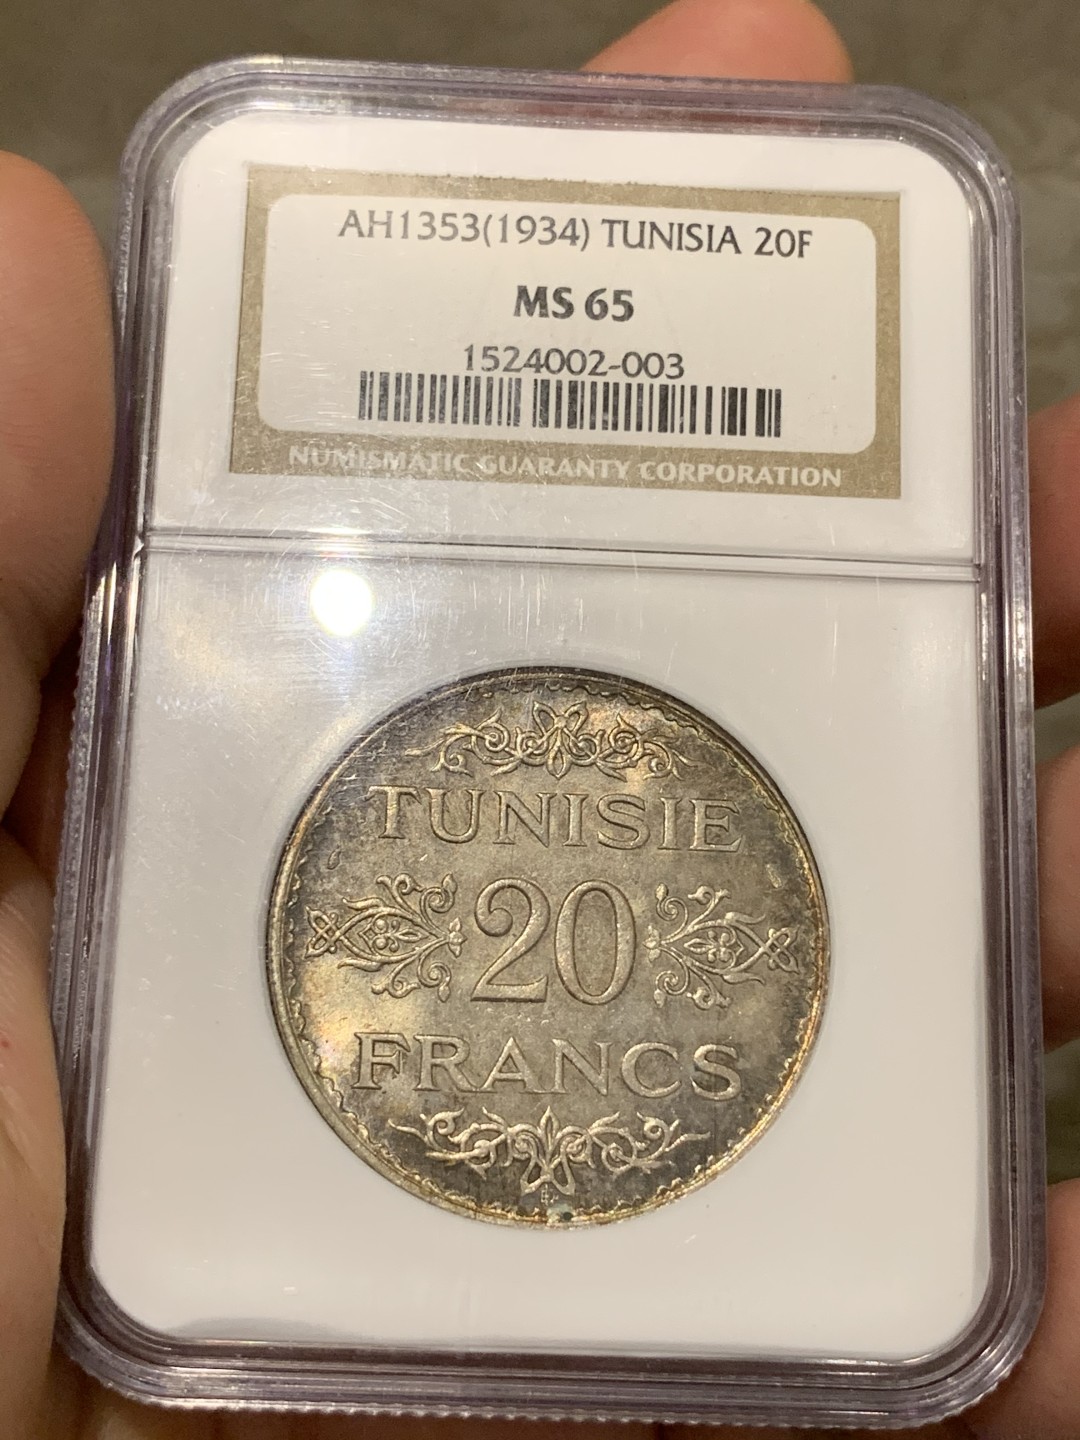 AH1353(1934) TUNISIA 20F
MS 65
1524002-003
NUMISMATIC GUARANTY CORPORATION
TUNISIE
20
FRANCS